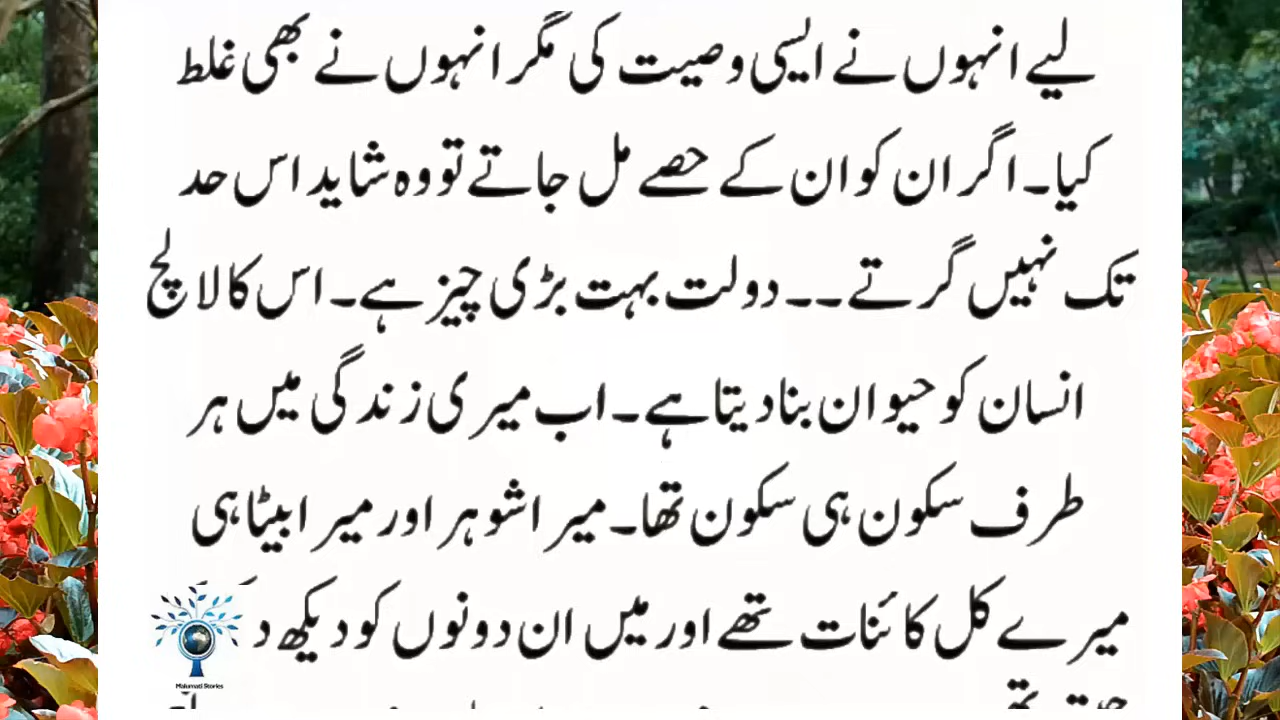 لیے انہوں نے ایسی وصیت کی مگر انہوں نے بھی غلط
کیا۔ اگر ان کو ان کے حصے مل جاتے تو وہ شاید اس حد
تک نہیں گرتے۔۔ دولت بہت بڑی چیز ہے۔ اس کا لالچ
انسان کو حیوان بنا دیتا ہے۔ اب میری زندگی میں ہر
طرف سکون ہی سکون تھا۔ میرا شوہر اور میرا بیٹا ہی
میرے کل کائنات تھے اور میں ان دونوں کو دیکھ د
Malumati Stories